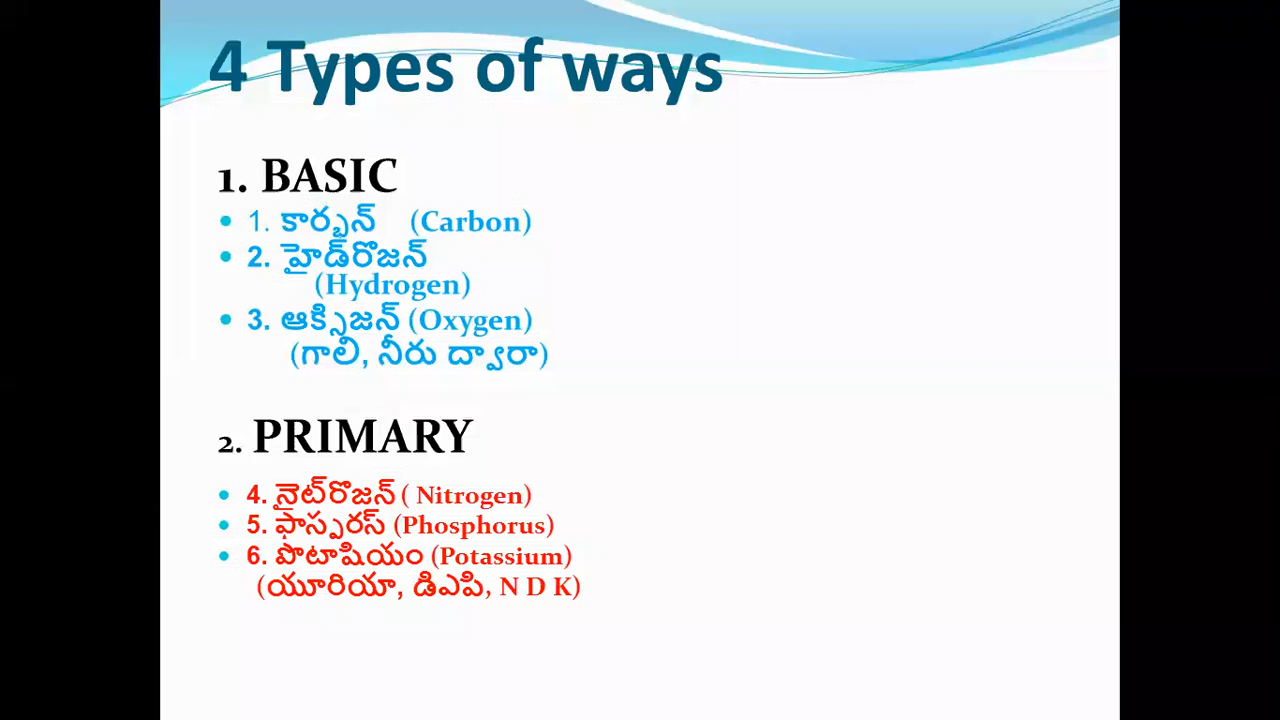 4 Types of ways
1. BASIC
• 1. కార్బన్ (Carbon)
• 2. హైడ్‌రొజన్
(Hydrogen)
• 3. ఆక్సిజన్ (Oxygen)
(గాలి, నీరు ద్వారా)
2. PRIMARY
• 4. నైట్‌రొజన్ ( Nitrogen)
• 5. ఫాస్పరస్ (Phosphorus)
• 6. పొటాషియం (Potassium)
(యూరియా, డిఎపి, N D K)